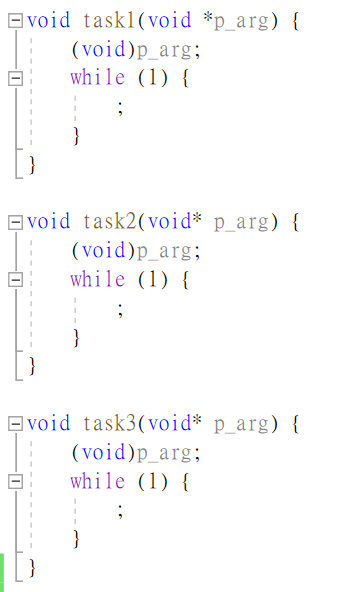 void task1(void *p_arg) {
    (void)p_arg;
    while (1) {
        ;
    }
}
void task2(void* p_arg) {
    (void)p_arg;
    while (1) {
        ;
    }
}
void task3(void* p_arg) {
    (void)p_arg;
    while (1) {
        ;
    }
}